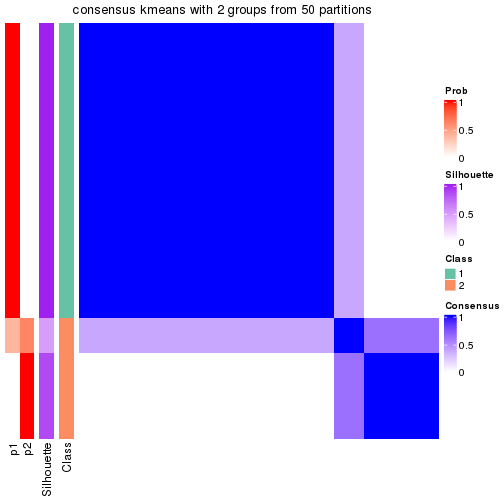 consensus kmeans with 2 groups from 50 partitions
Prob
1
0.5
0
Silhouette
1
0.5
0
Class
1
2
Consensus
1
0.5
0
p1
p2
Silhouette
Class